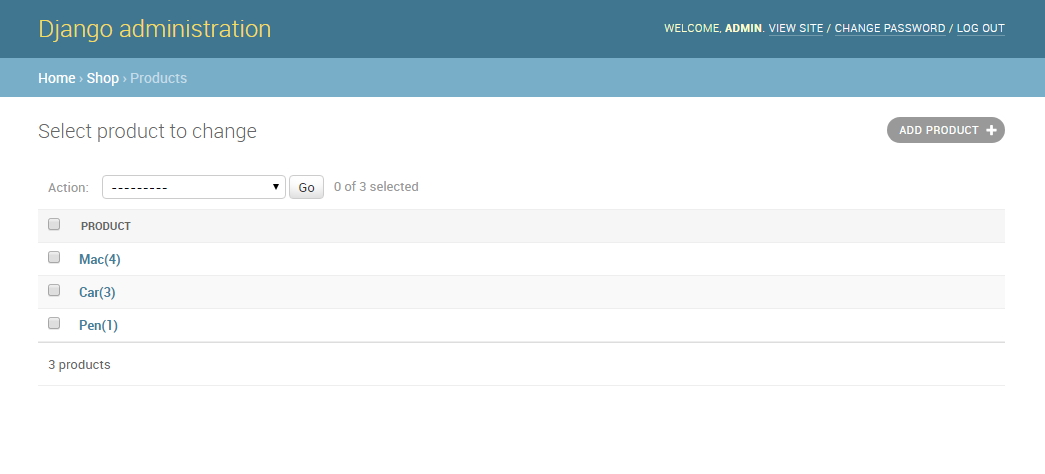 Django administration
WELCOME, ADMIN. VIEW SITE / CHANGE PASSWORD / LOG OUT
Home › Shop › Products
Select product to change
ADD PRODUCT +
Action: --------- Go 0 of 3 selected
PRODUCT
Mac(4)
Car(3)
Pen(1)
3 products